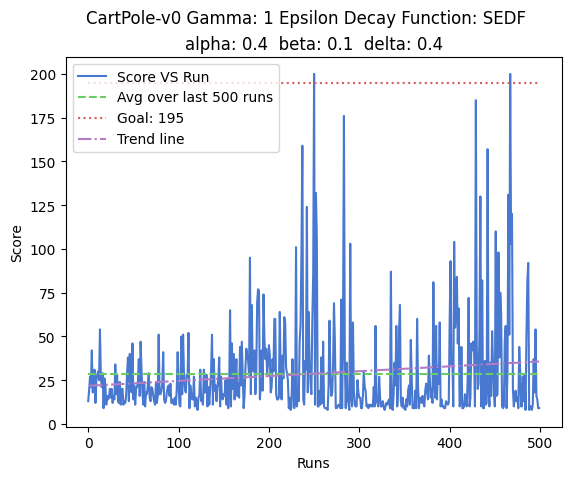 CartPole-v0 Gamma: 1 Epsilon Decay Function: SEDF
alpha: 0.4 beta: 0.1 delta: 0.4
Score VS Run
Avg over last 500 runs
Goal: 195
Trend line
Score
200
175
150
125
100
75
50
25
0
0 100 200 300 400 500
Runs